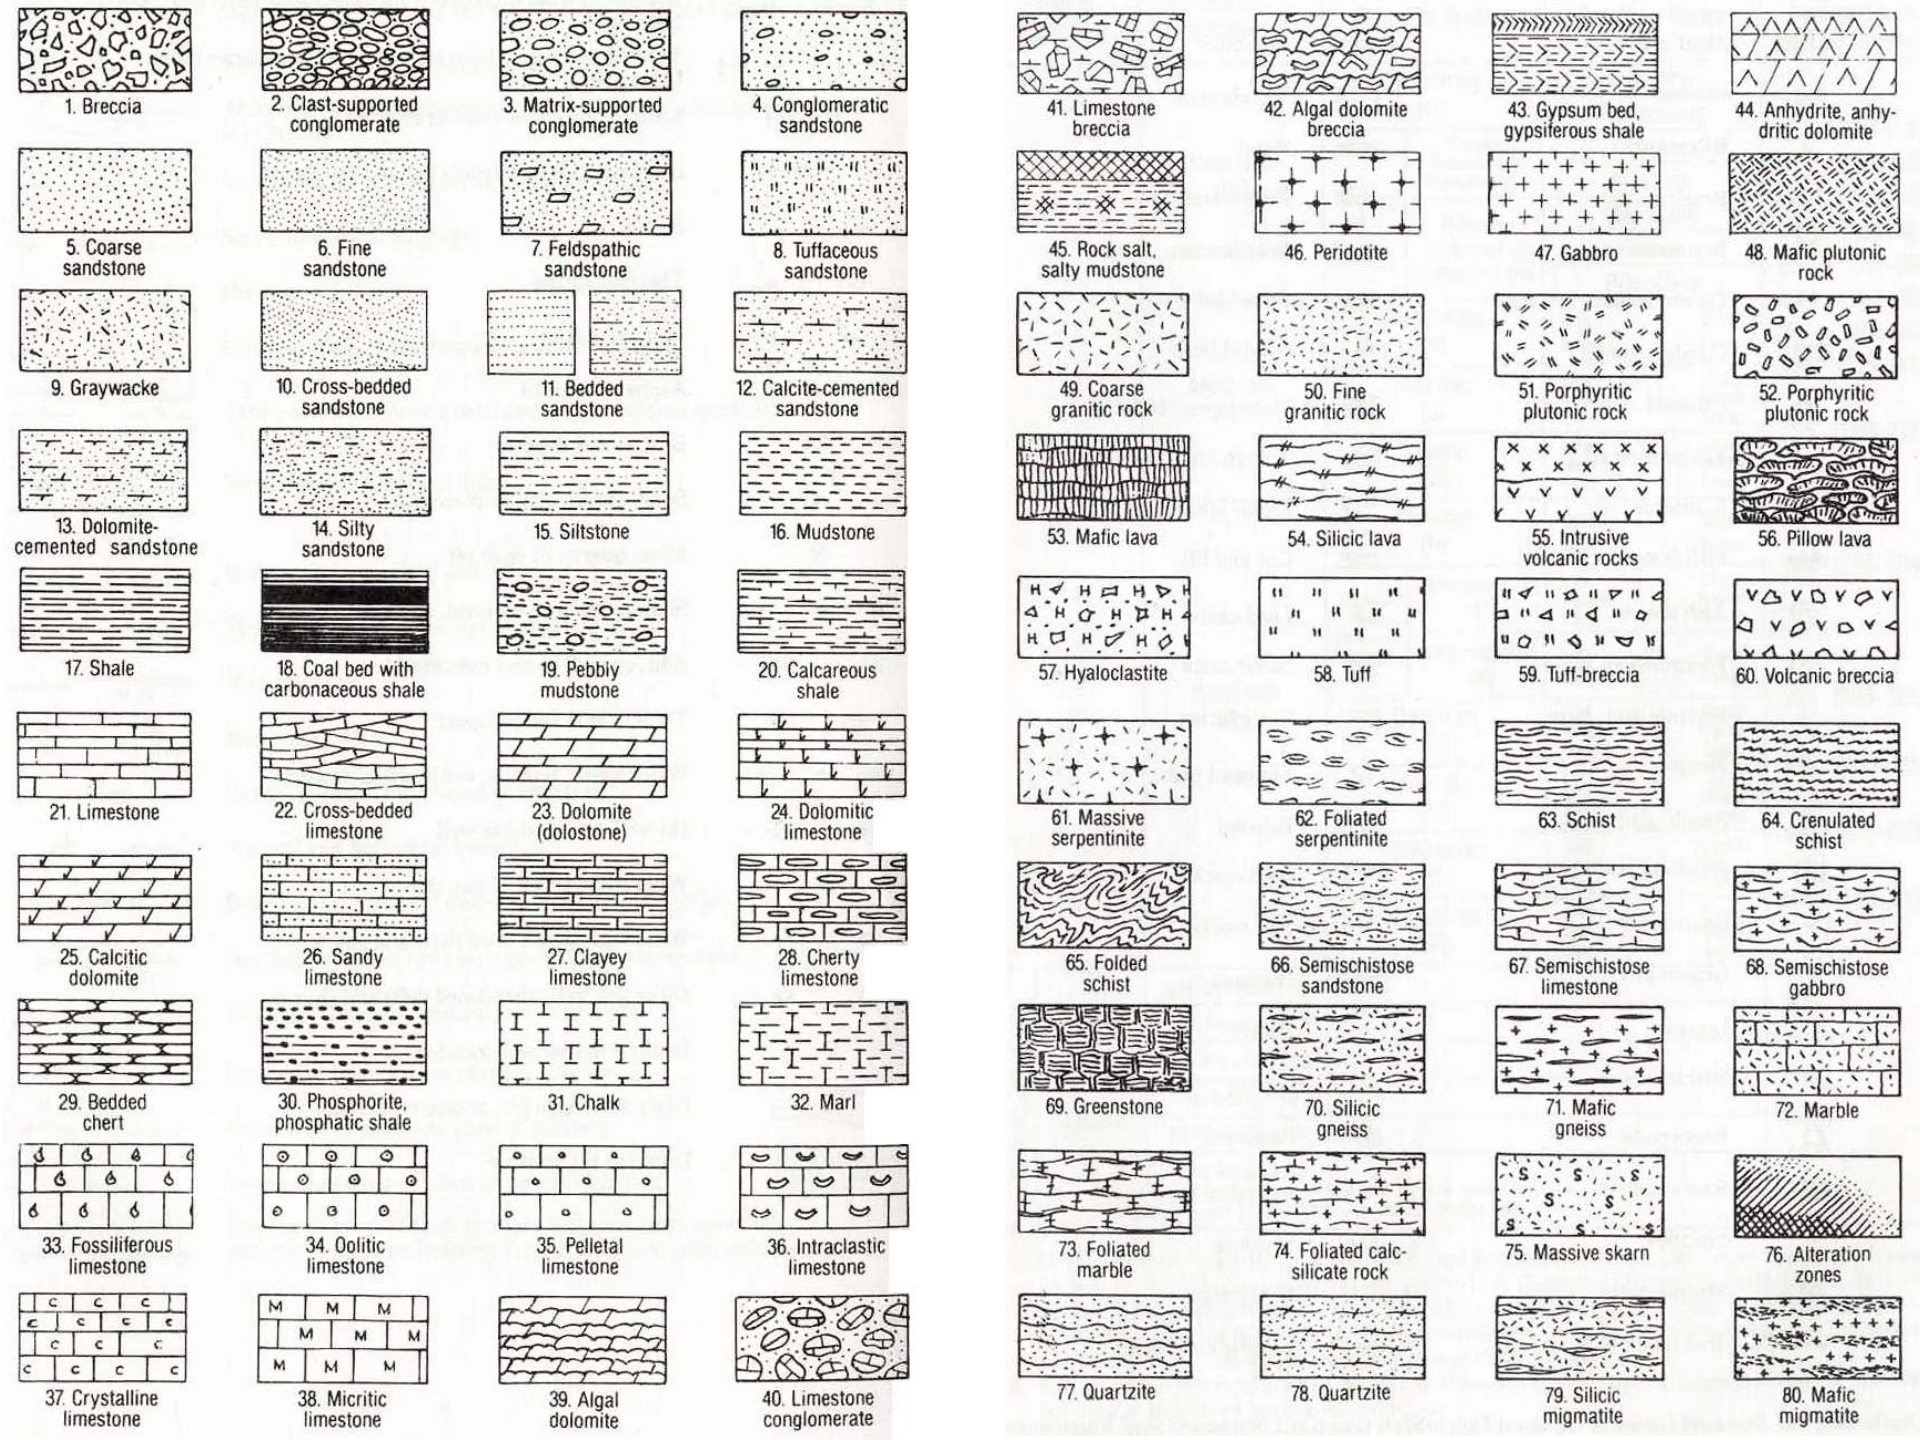 1. Breccia
2. Clast-supported
conglomerate
3. Matrix-supported
conglomerate
4. Conglomeratic
sandstone
5. Coarse
sandstone
6. Fine
sandstone
7. Feldspathic
sandstone
8. Tuffaceous
sandstone
9. Graywacke
10. Cross-bedded
sandstone
11. Bedded
sandstone
12. Calcite-cemented
sandstone
13. Dolomite-
cemented sandstone
14. Silty
sandstone
15. Siltstone
16. Mudstone
17. Shale
18. Coal bed with
carbonaceous shale
19. Pebbly
mudstone
20. Calcareous
shale
21. Limestone
22. Cross-bedded
limestone
23. Dolomite
(dolostone)
24. Dolomitic
limestone
25. Calcitic
dolomite
26. Sandy
limestone
27. Clayey
limestone
28. Cherty
limestone
29. Bedded
chert
30. Phosphorite,
phosphatic shale
31. Chalk
32. Marl
33. Fossiliferous
limestone
34. Oolitic
limestone
35. Pelletal
limestone
36. Intraclastic
limestone
37. Crystalline
limestone
38. Micritic
limestone
39. Algal
dolomite
40. Limestone
conglomerate
41. Limestone
breccia
42. Algal dolomite
breccia
43. Gypsum bed,
gypsiferous shale
44. Anhydrite, anhy-
dritic dolomite
45. Rock salt,
salty mudstone
46. Peridotite
47. Gabbro
48. Mafic plutonic
rock
49. Coarse
granitic rock
50. Fine
granitic rock
51. Porphyritic
plutonic rock
52. Porphyritic
plutonic rock
53. Mafic lava
54. Silicic lava
55. Intrusive
volcanic rocks
56. Pillow lava
57. Hyaloclastite
58. Tuff
59. Tuff-breccia
60. Volcanic breccia
61. Massive
serpentinite
62. Foliated
serpentinite
63. Schist
64. Crenulated
schist
65. Folded
schist
66. Semischistose
sandstone
67. Semischistose
limestone
68. Semischistose
gabbro
69. Greenstone
70. Silicic
gneiss
71. Mafic
gneiss
72. Marble
73. Foliated
marble
74. Foliated calc-
silicate rock
75. Massive skarn
76. Alteration
zones
77. Quartzite
78. Quartzite
79. Silicic
migmatite
80. Mafic
migmatite